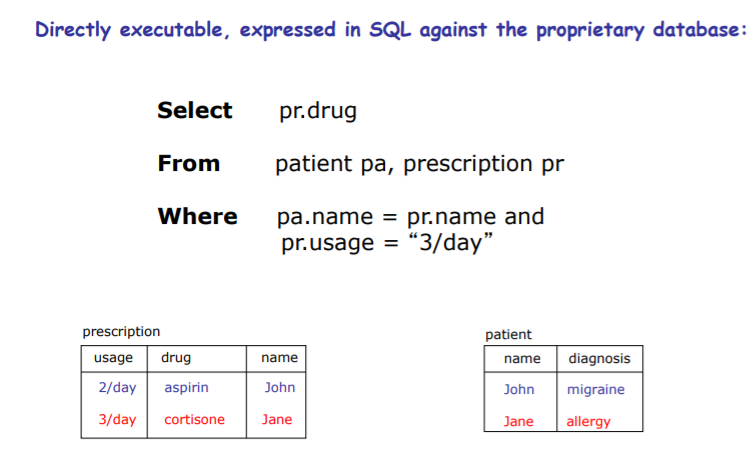 Directly executable, expressed in SQL against the proprietary database:
Select pr.drug
From patient pa, prescription pr
Where pa.name = pr.name and
pr.usage = “3/day”
prescription
usage drug name
2/day aspirin John
3/day cortisone Jane
patient
name diagnosis
John migraine
Jane allergy